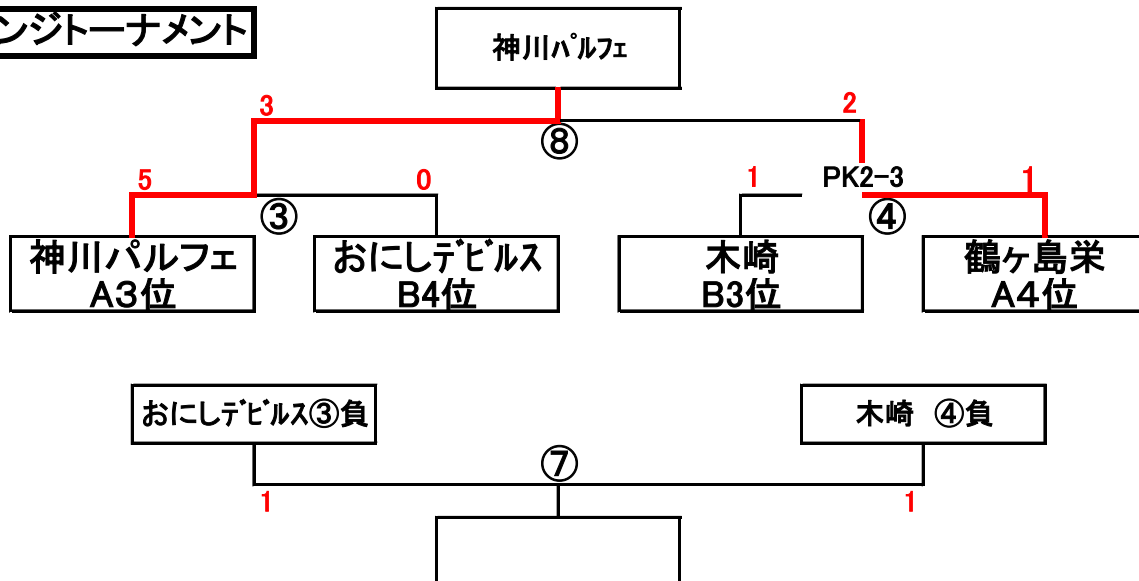 ンジトーナメント
神川パルフェ
3
2
⑧
5
0
1
PK2-3
1
③
④
神川パルフェ
A3位
おにしデビルス
B4位
木崎
B3位
鶴ヶ島栄
A4位
おにしデビルス③負
木崎 ④負
⑦
1
1